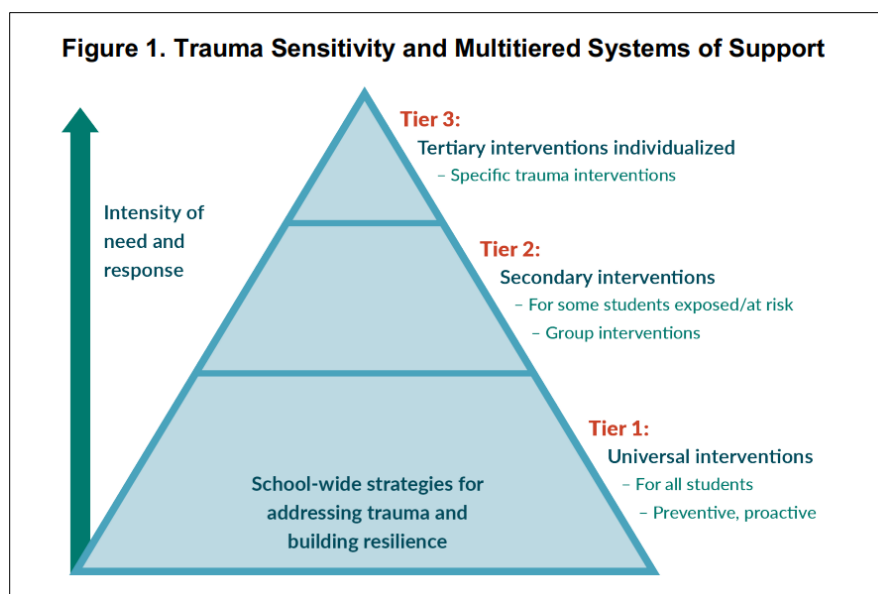 Figure 1. Trauma Sensitivity and Multitiered Systems of Support
Tier 3:
Tertiary interventions individualized
– Specific trauma interventions
Intensity of
need and
response
Tier 2:
Secondary interventions
– For some students exposed/at risk
– Group interventions
Tier 1:
Universal interventions
– For all students
– Preventive, proactive
School-wide strategies for
addressing trauma and
building resilience